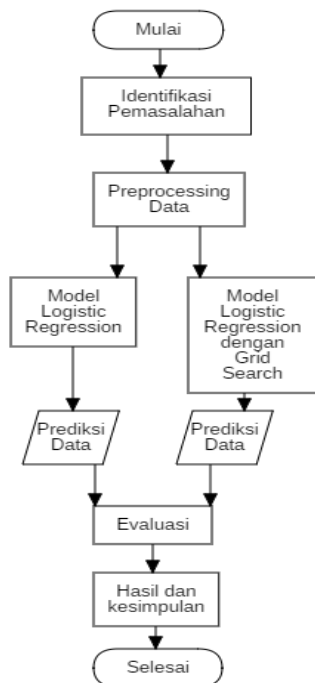 Mulai
Identifikasi
Pemasalahan
Preprocessing
Data
Model
Logistic
Regression
Model
Logistic
Regression
dengan
Grid
Search
Prediksi
Data
Prediksi
Data
Evaluasi
Hasil dan
kesimpulan
Selesai